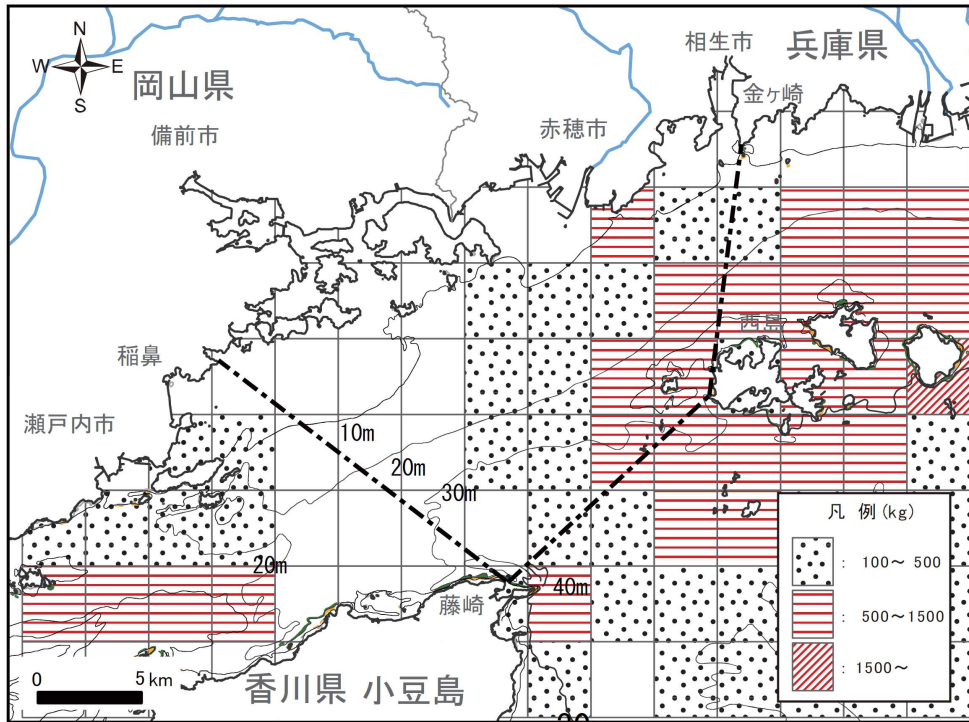 N
W E
S
岡山県
備前市
相生市
兵庫県
金ヶ崎
赤穂市
西島
稲鼻
瀬戸内市
10m
20m
30m
20m
40m
藤崎
香川県 小豆島
0 5 km
凡 例 (kg)
: 100～ 500
: 500～1500
: 1500～